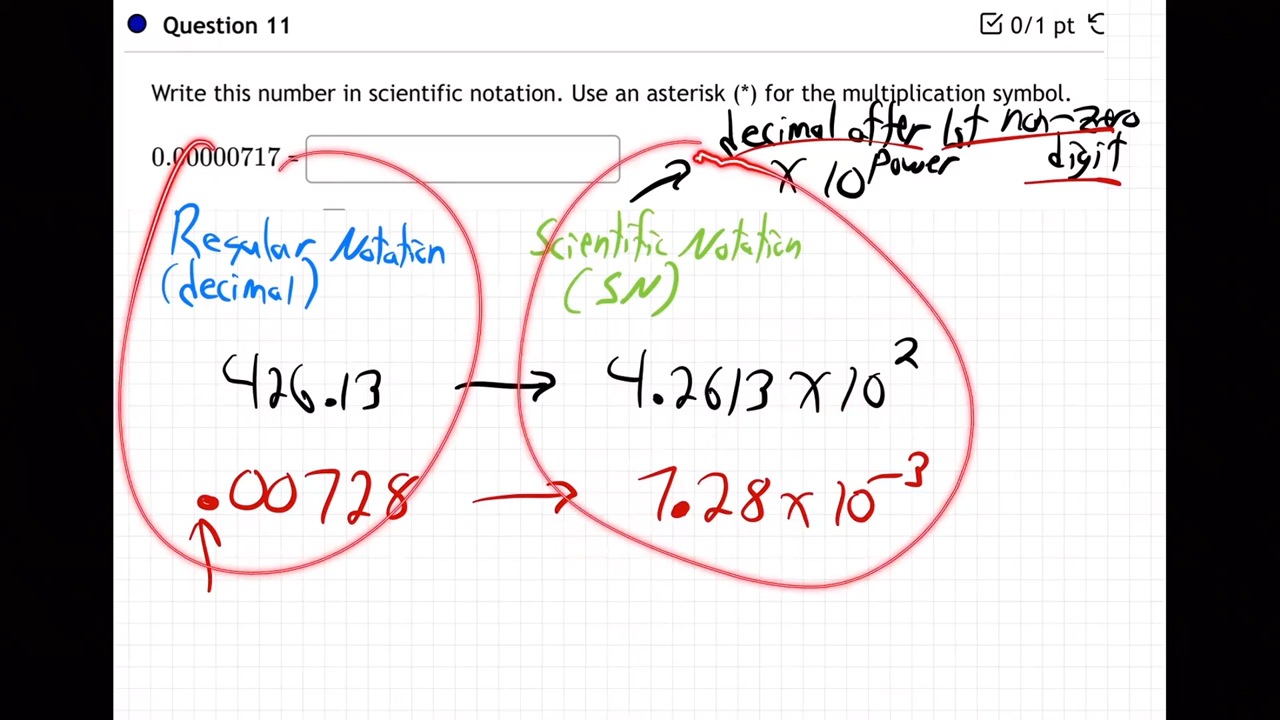 Question 11
0/1 pt
Write this number in scientific notation. Use an asterisk (*) for the multiplication symbol.
decimal after 1st non-zero
digit
x 10^Power
0.00000717 =
Regular Notation
(decimal)
Scientific Notation
(SN)
426.13 → 4.2613 x 10²
.00728 → 7.28 x 10⁻³